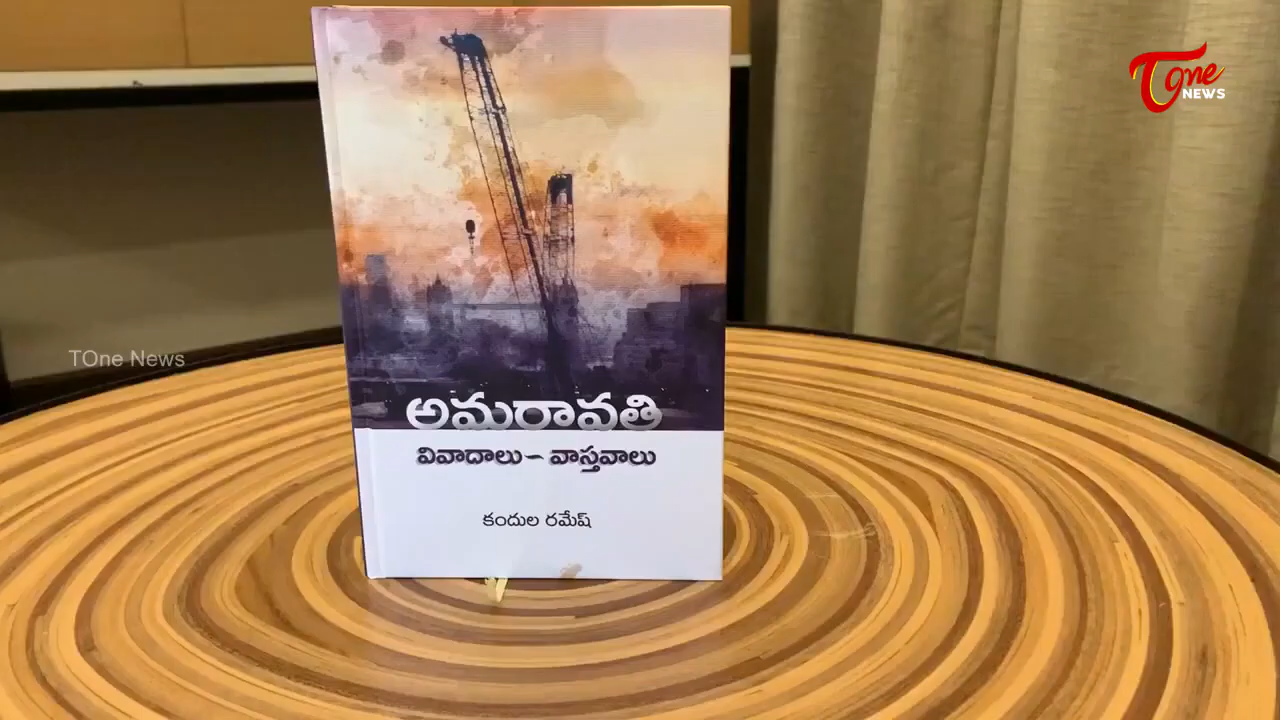 TOne
NEWS
TOne News
అమరావతి
వివాదాలు – వాస్తవాలు
కందుల రమేష్